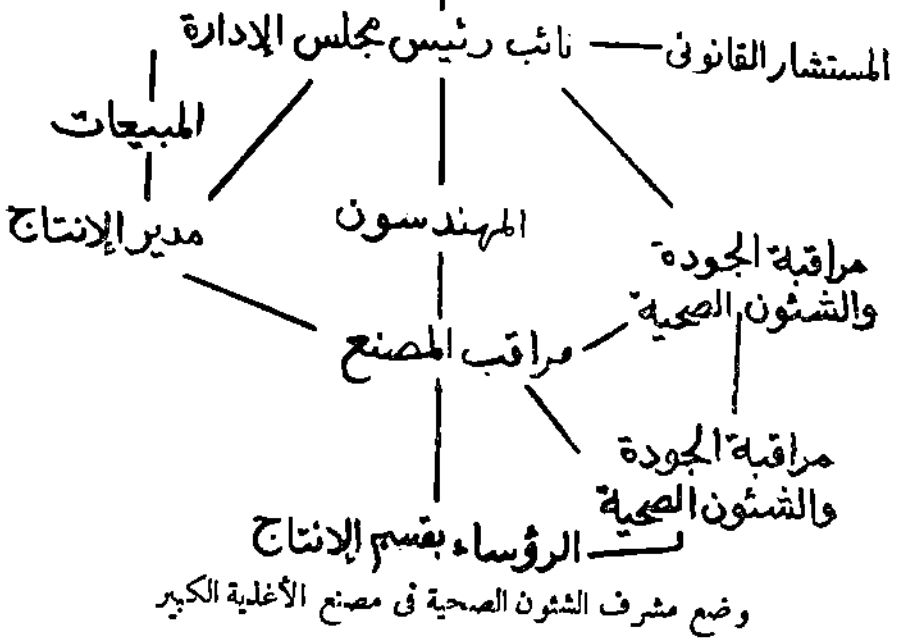 نائب رئيس مجلس الإدارة
المستشار القانونى
المبيعات
مدير الإنتاج
المهندسون
مراقبة الجودة
والشئون الصحية
مراقب المصنع
مراقبة الجودة
والشئون الصحية
الرؤساء بقسم الإنتاج
وضع مشرف الشئون الصحية فى مصنع الأغذية الكبير